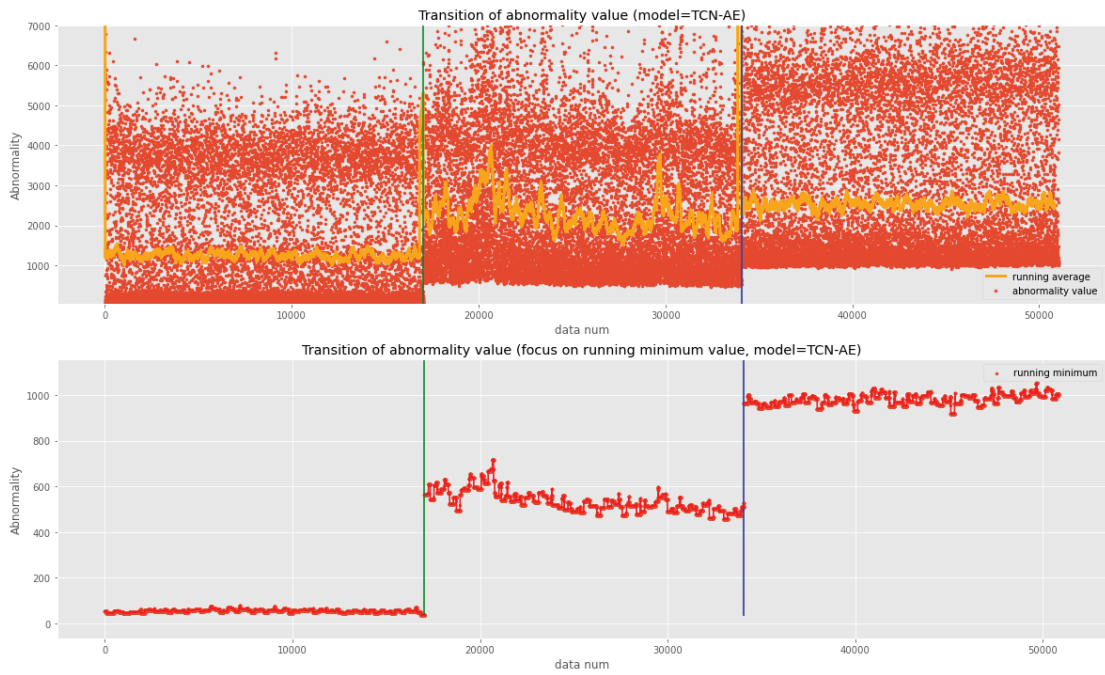 Transition of abnormality value (model=TCN-AE)
7000
6000
5000
4000
3000
2000
1000
Abnormality
running average
abnormality value
0
10000
20000
30000
40000
50000
data num
Transition of abnormality value (focus on running minimum value, model=TCN-AE)
running minimum
1000
800
600
400
200
0
Abnormality
0
10000
20000
30000
40000
50000
data num